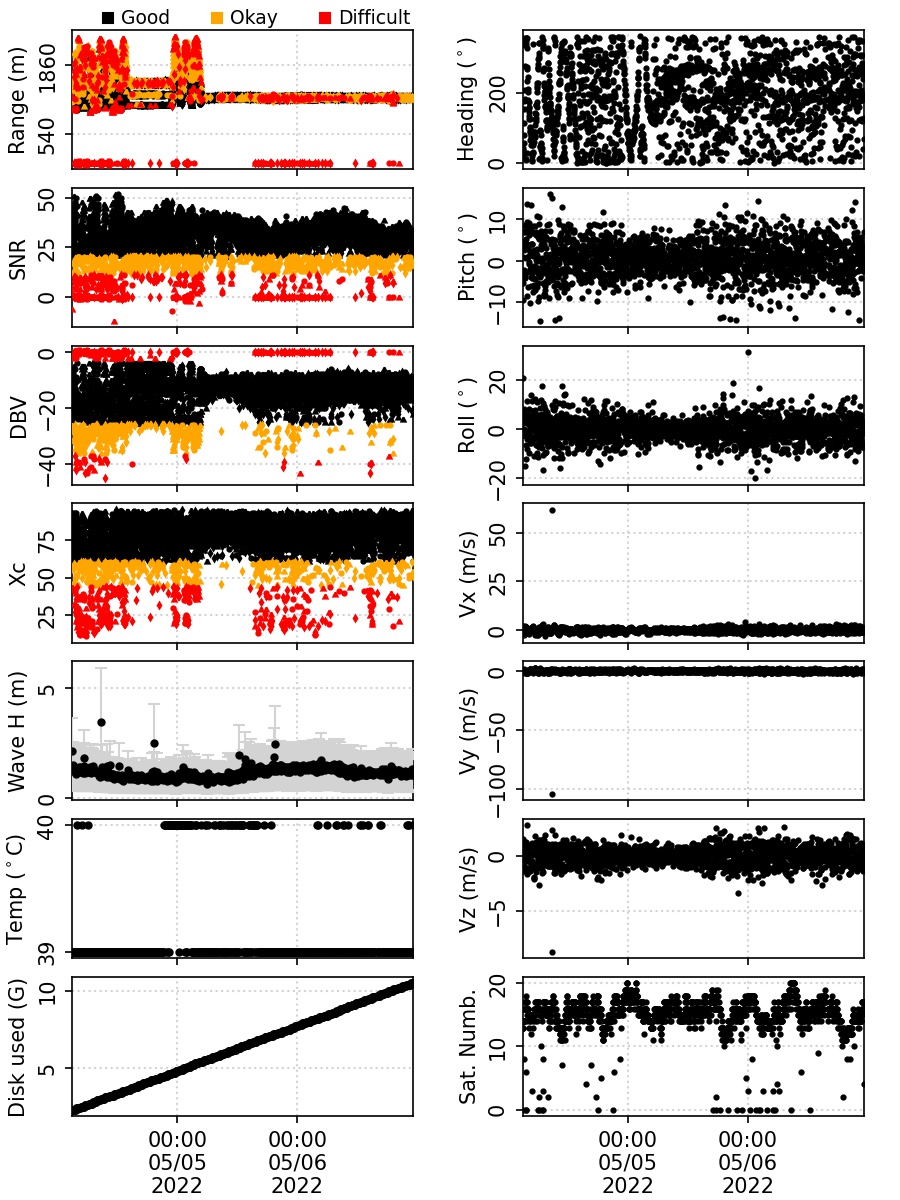 Good Okay Difficult
Range (m)
1860
540
Heading (°)
200
0
SNR
50
25
0
Pitch (°)
10
0
−10
DBV
0
−20
−40
Roll (°)
20
0
−20
Xc
75
50
25
Vx (m/s)
50
25
0
Wave H (m)
5
0
Vy (m/s)
0
−50
−100
Temp (°C)
40
39
Vz (m/s)
0
−5
Disk used (G)
10
5
Sat. Numb.
20
10
0
00:00 00:00 00:00 00:00
05/05 05/06 05/05 05/06
2022 2022 2022 2022